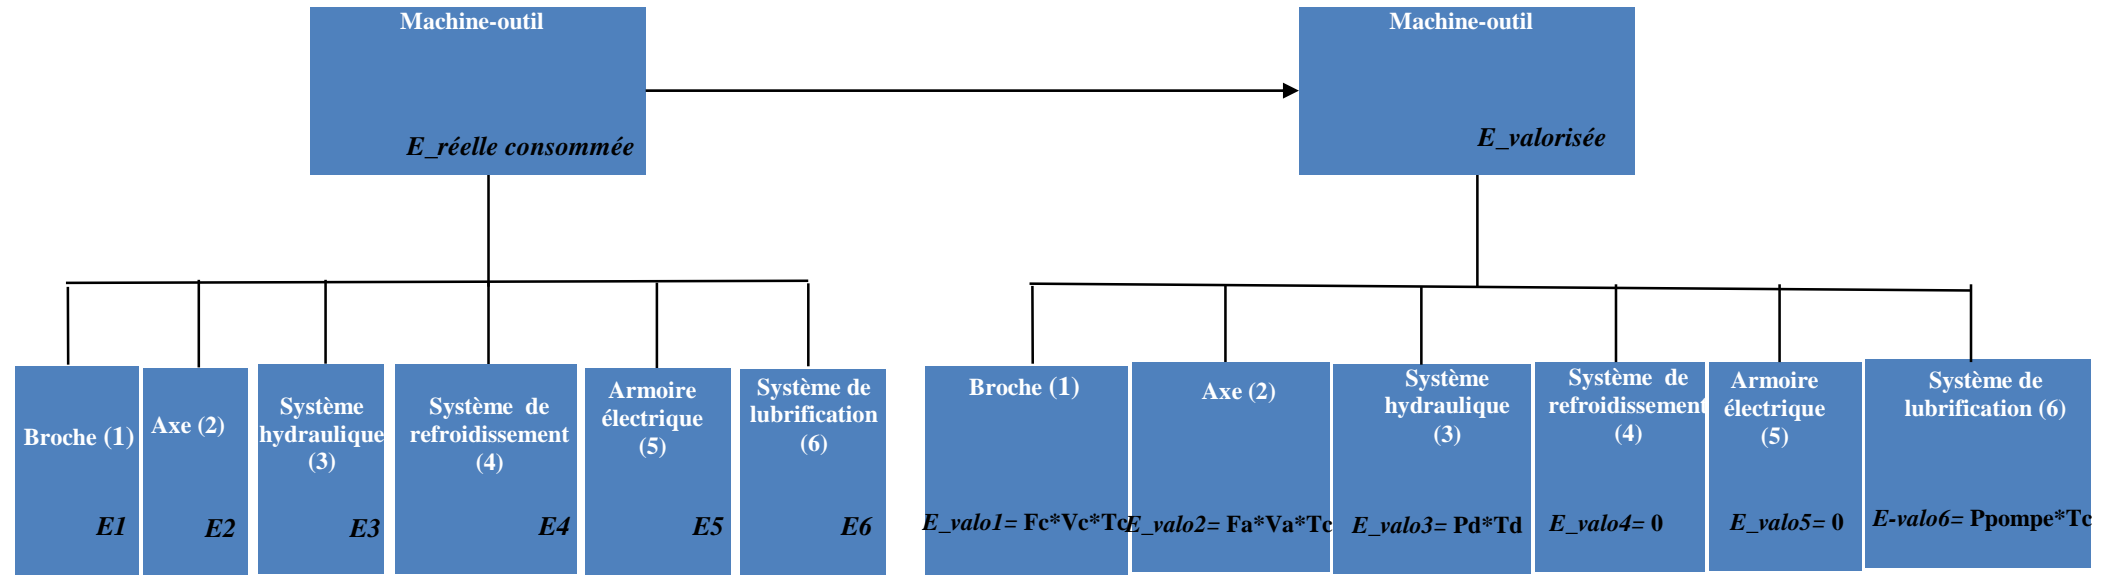 Machine-outil
E_réelle consommée
Machine-outil
E_valorisée
Broche (1)
E1
Axe (2)
E2
Système
hydraulique
(3)
E3
Système de
refroidissement
(4)
E4
Armoire
électrique
(5)
E5
Système de
lubrification
(6)
E6
Broche (1)
E_valo1= Fc*Vc*Tc
Axe (2)
E_valo2= Fa*Va*Tc
Système
hydraulique
(3)
E_valo3= Pd*Td
Système de
refroidissement
(4)
E_valo4= 0
Armoire
électrique
(5)
E_valo5= 0
Système de
lubrification (6)
E-valo6= Ppompe*Tc